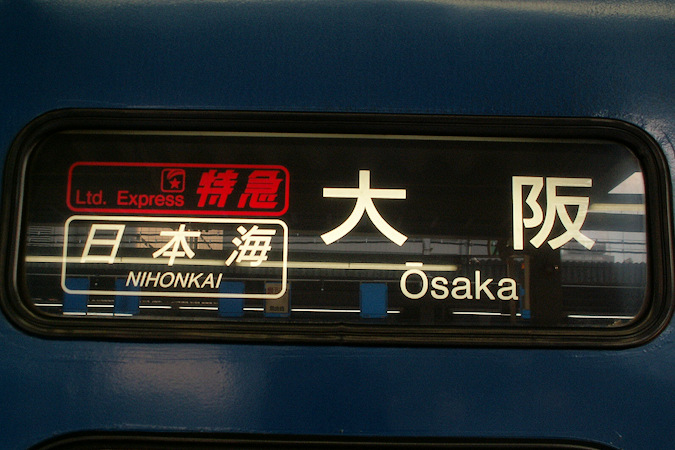 Ltd. Express 特急
日本海
NIHONKAI
大阪
Ōsaka